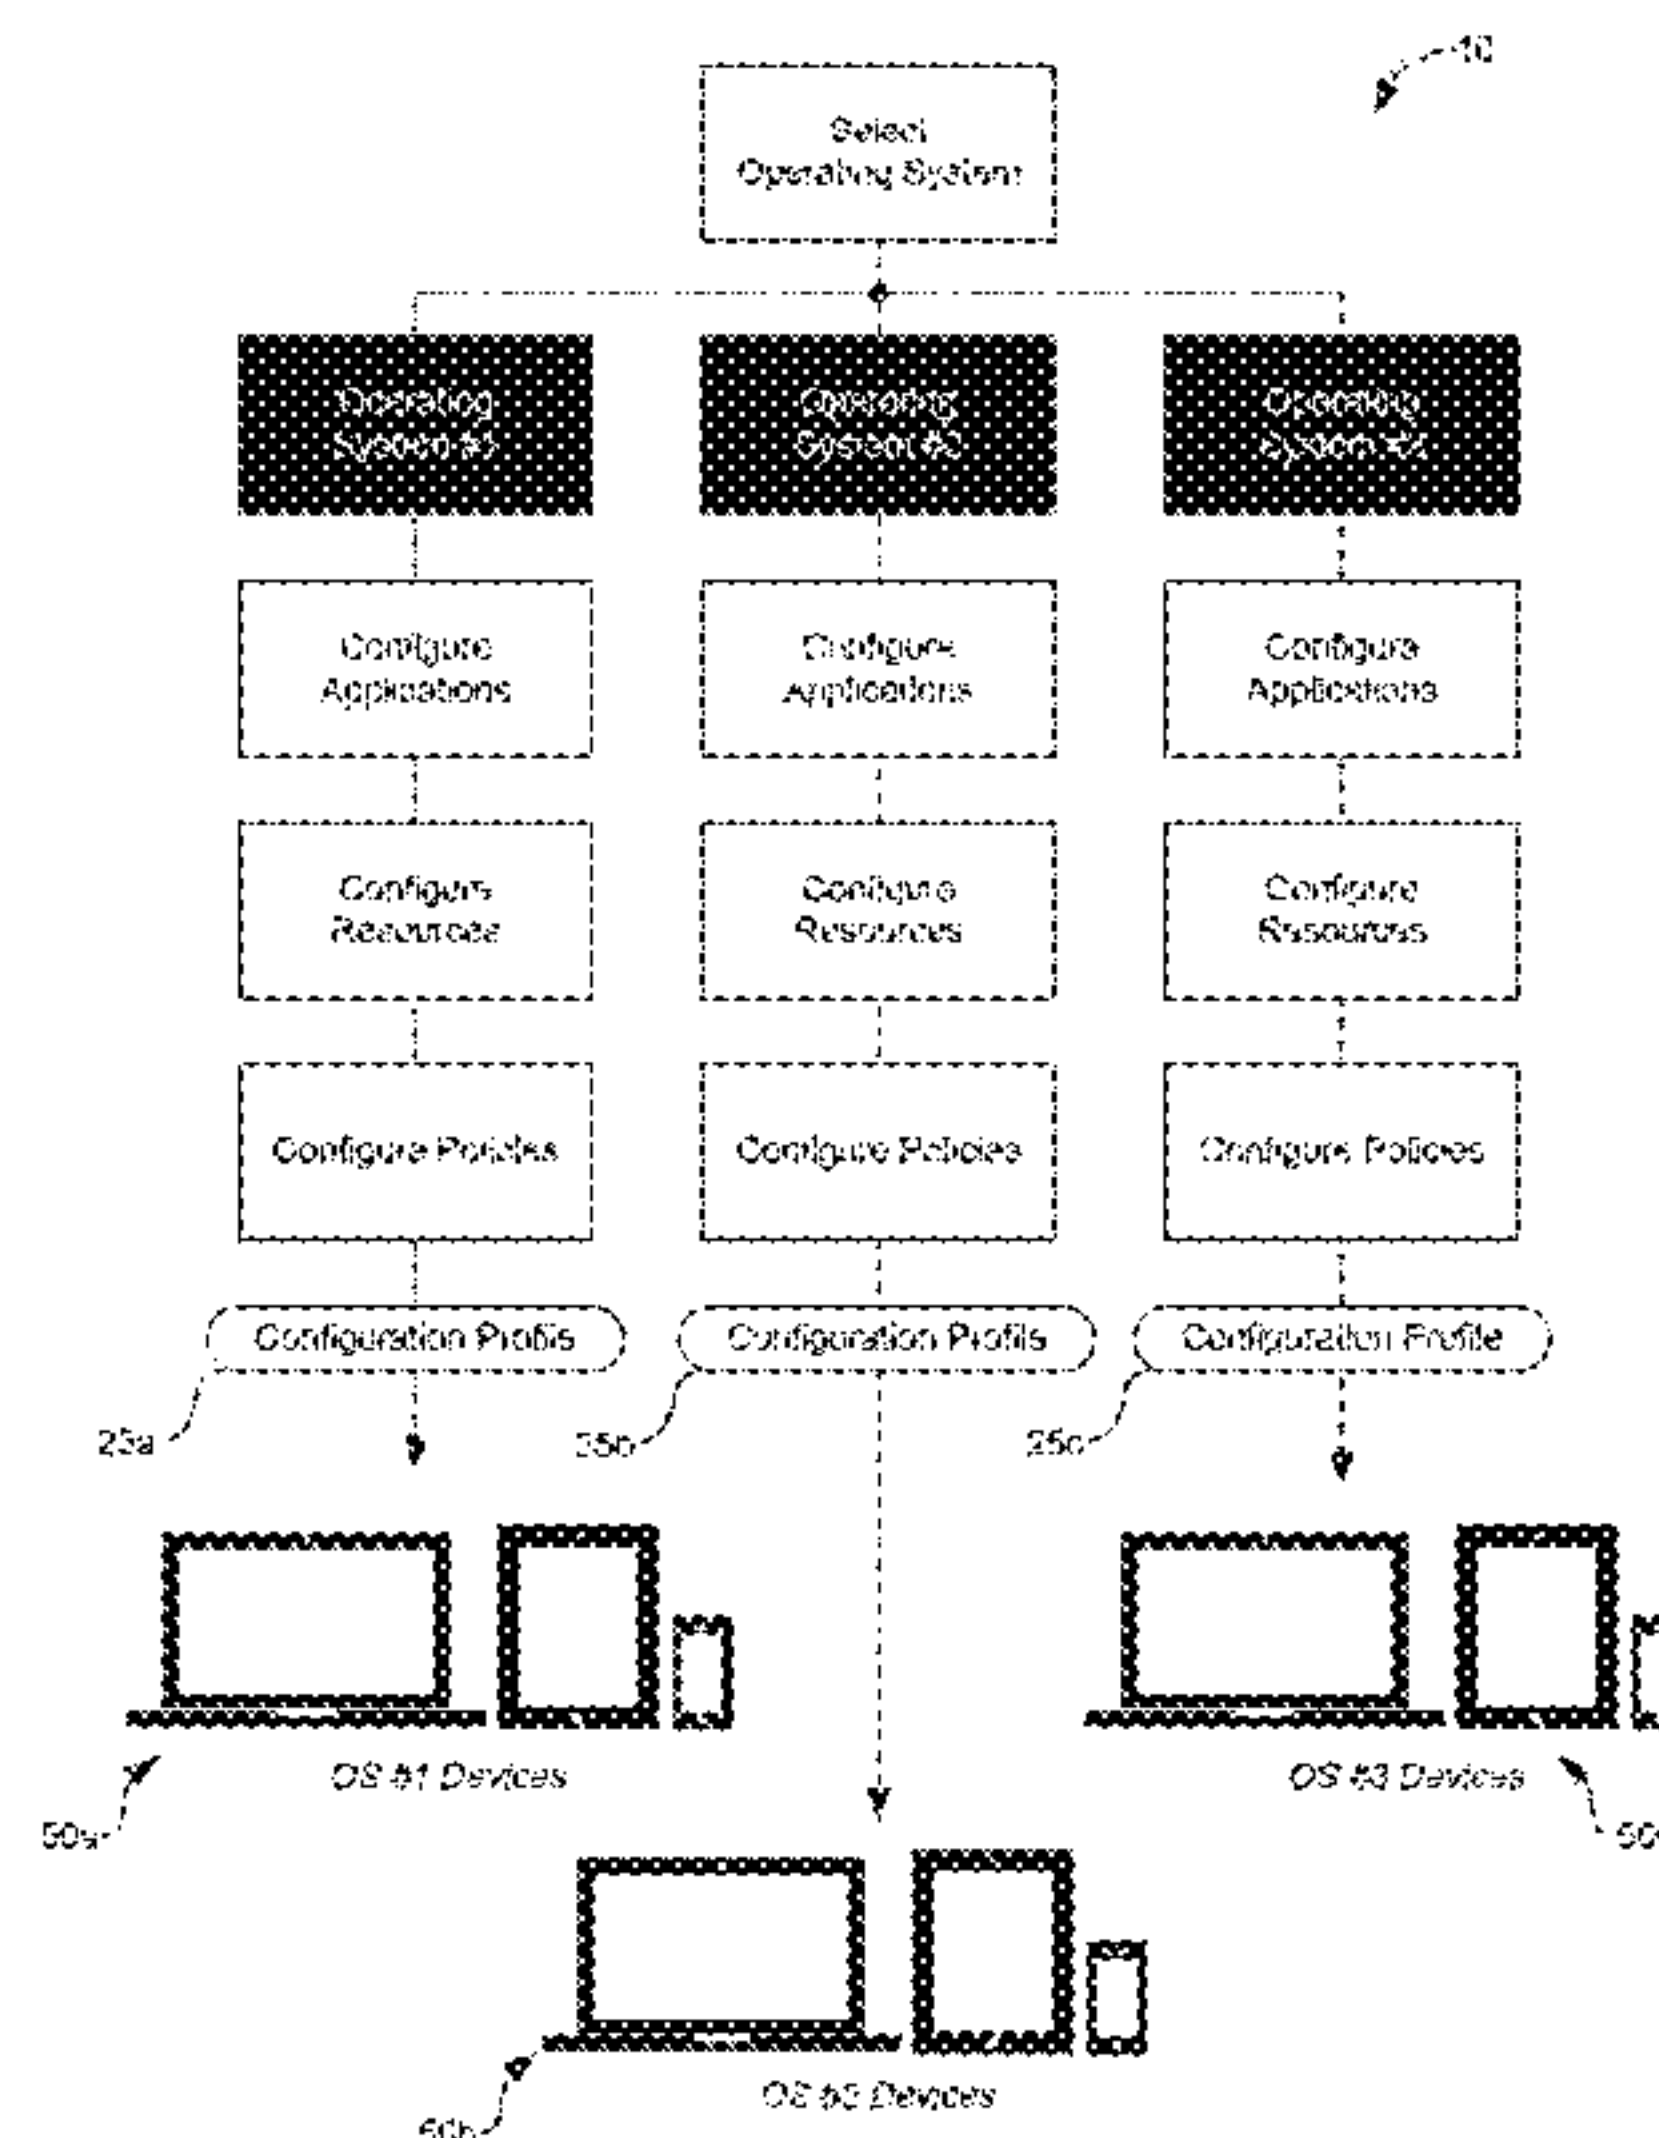 10
Select
Operating System
Operating
System #1
Operating
System #2
Operating
System #3
Configure
Applications
Configure
Applications
Configure
Applications
Configure
Resources
Configure
Resources
Configure
Resources
Configure Policies
Configure Policies
Configure Policies
Configuration Profile
Configuration Profile
Configuration Profile
25a
25b
25c
OS #1 Devices
OS #3 Devices
50a
OS #2 Devices
50b